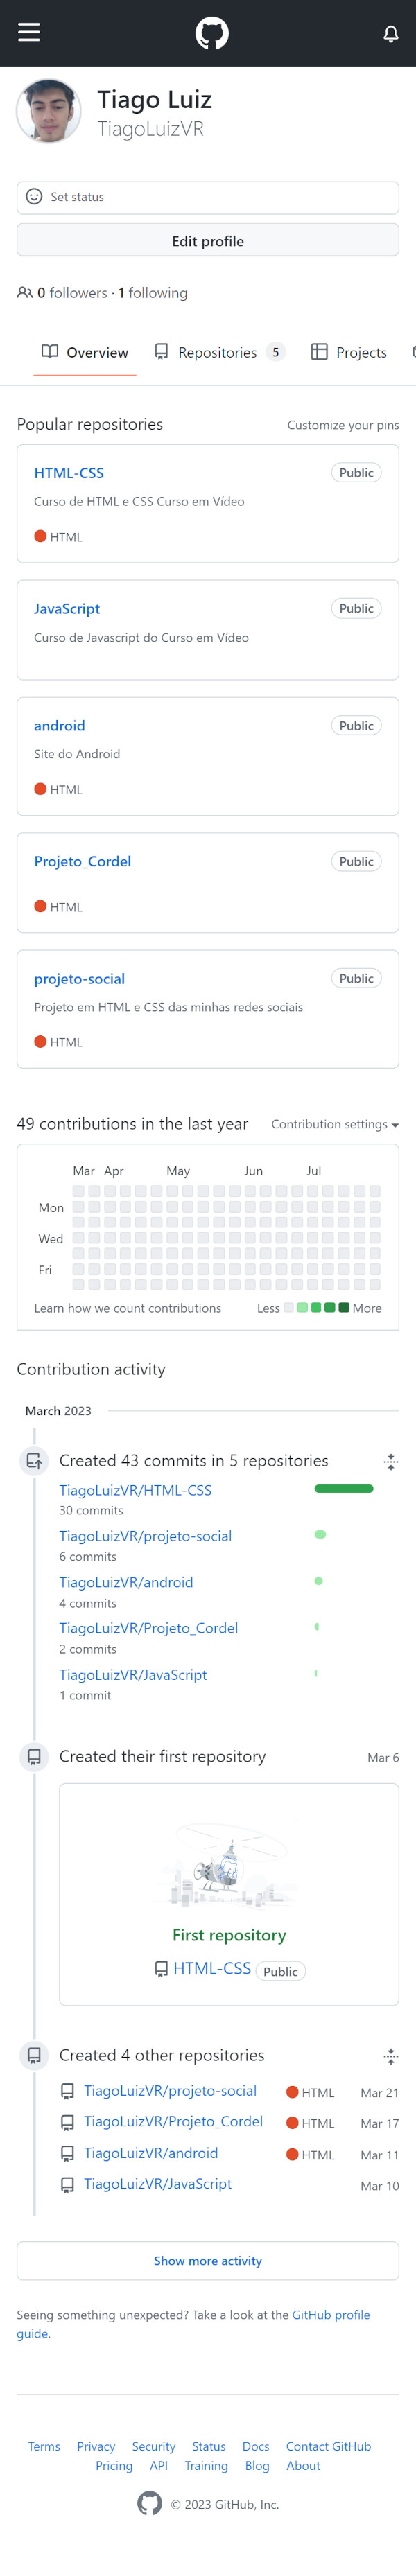 Tiago Luiz
TiagoLuizVR
Set status
Edit profile
0 followers · 1 following
Overview Repositories 5 Projects
Popular repositories Customize your pins
HTML-CSS Public
Curso de HTML e CSS Curso em Vídeo
HTML
JavaScript Public
Curso de Javascript do Curso em Vídeo
android Public
Site do Android
HTML
Projeto_Cordel Public
HTML
projeto-social Public
Projeto em HTML e CSS das minhas redes sociais
HTML
49 contributions in the last year Contribution settings
Mar Apr May Jun Jul
Mon
Wed
Fri
Learn how we count contributions Less More
Contribution activity
March 2023
Created 43 commits in 5 repositories
TiagoLuizVR/HTML-CSS
30 commits
TiagoLuizVR/projeto-social
6 commits
TiagoLuizVR/android
4 commits
TiagoLuizVR/Projeto_Cordel
2 commits
TiagoLuizVR/JavaScript
1 commit
Created their first repository Mar 6
First repository
HTML-CSS Public
Created 4 other repositories
TiagoLuizVR/projeto-social HTML Mar 21
TiagoLuizVR/Projeto_Cordel HTML Mar 17
TiagoLuizVR/android HTML Mar 11
TiagoLuizVR/JavaScript Mar 10
Show more activity
Seeing something unexpected? Take a look at the GitHub profile
guide.
Terms Privacy Security Status Docs Contact GitHub
Pricing API Training Blog About
© 2023 GitHub, Inc.